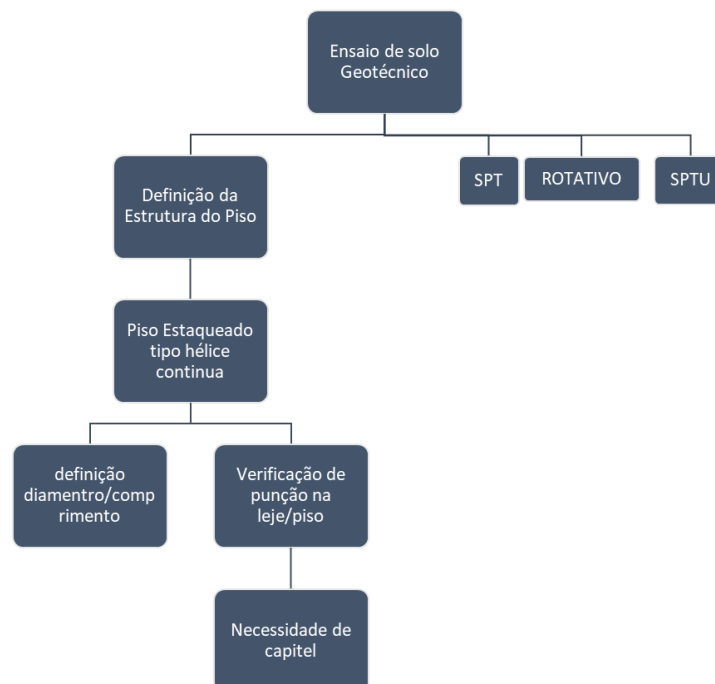 Ensaio de solo
Geotécnico
SPT
ROTATIVO
SPTU
Definição da
Estrutura do Piso
Piso Estaqueado
tipo hélice
continua
definição
diamentro/comp
rimento
Verificação de
punção na
leje/piso
Necessidade de
capitel